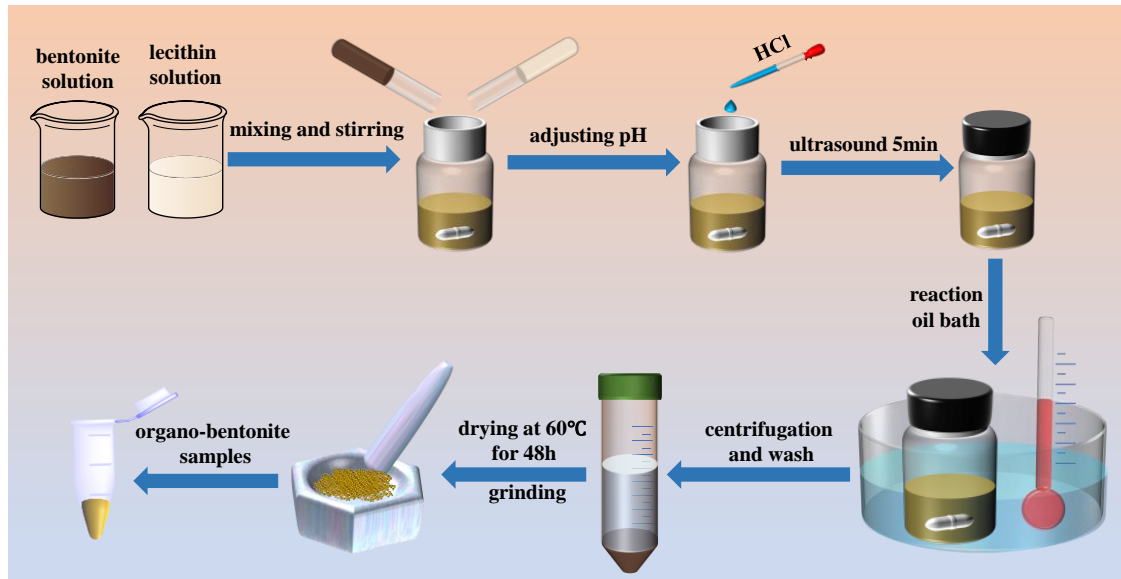 bentonite
solution
lecithin
solution
mixing and stirring
adjusting pH
HCl
ultrasound 5min
reaction
oil bath
centrifugation
and wash
drying at 60℃
for 48h
grinding
organo-bentonite
samples